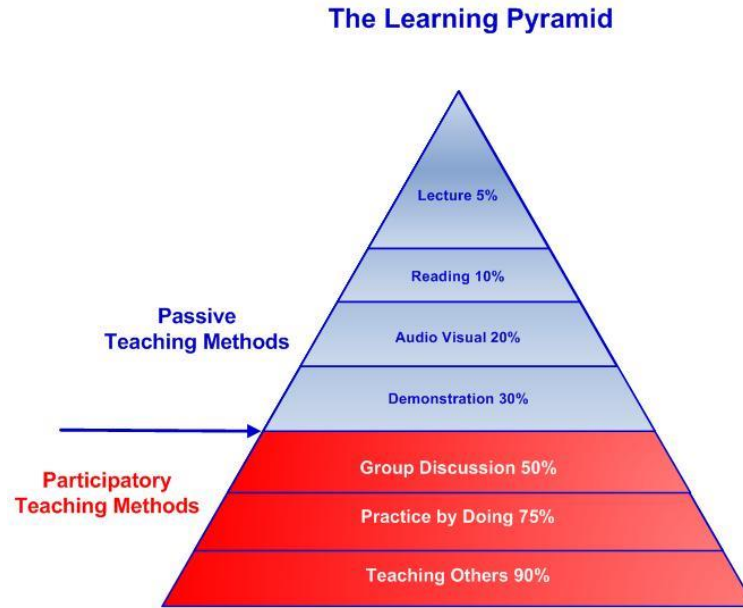 The Learning Pyramid
Lecture 5%
Reading 10%
Passive
Teaching Methods
Audio Visual 20%
Demonstration 30%
Participatory
Teaching Methods
Group Discussion 50%
Practice by Doing 75%
Teaching Others 90%